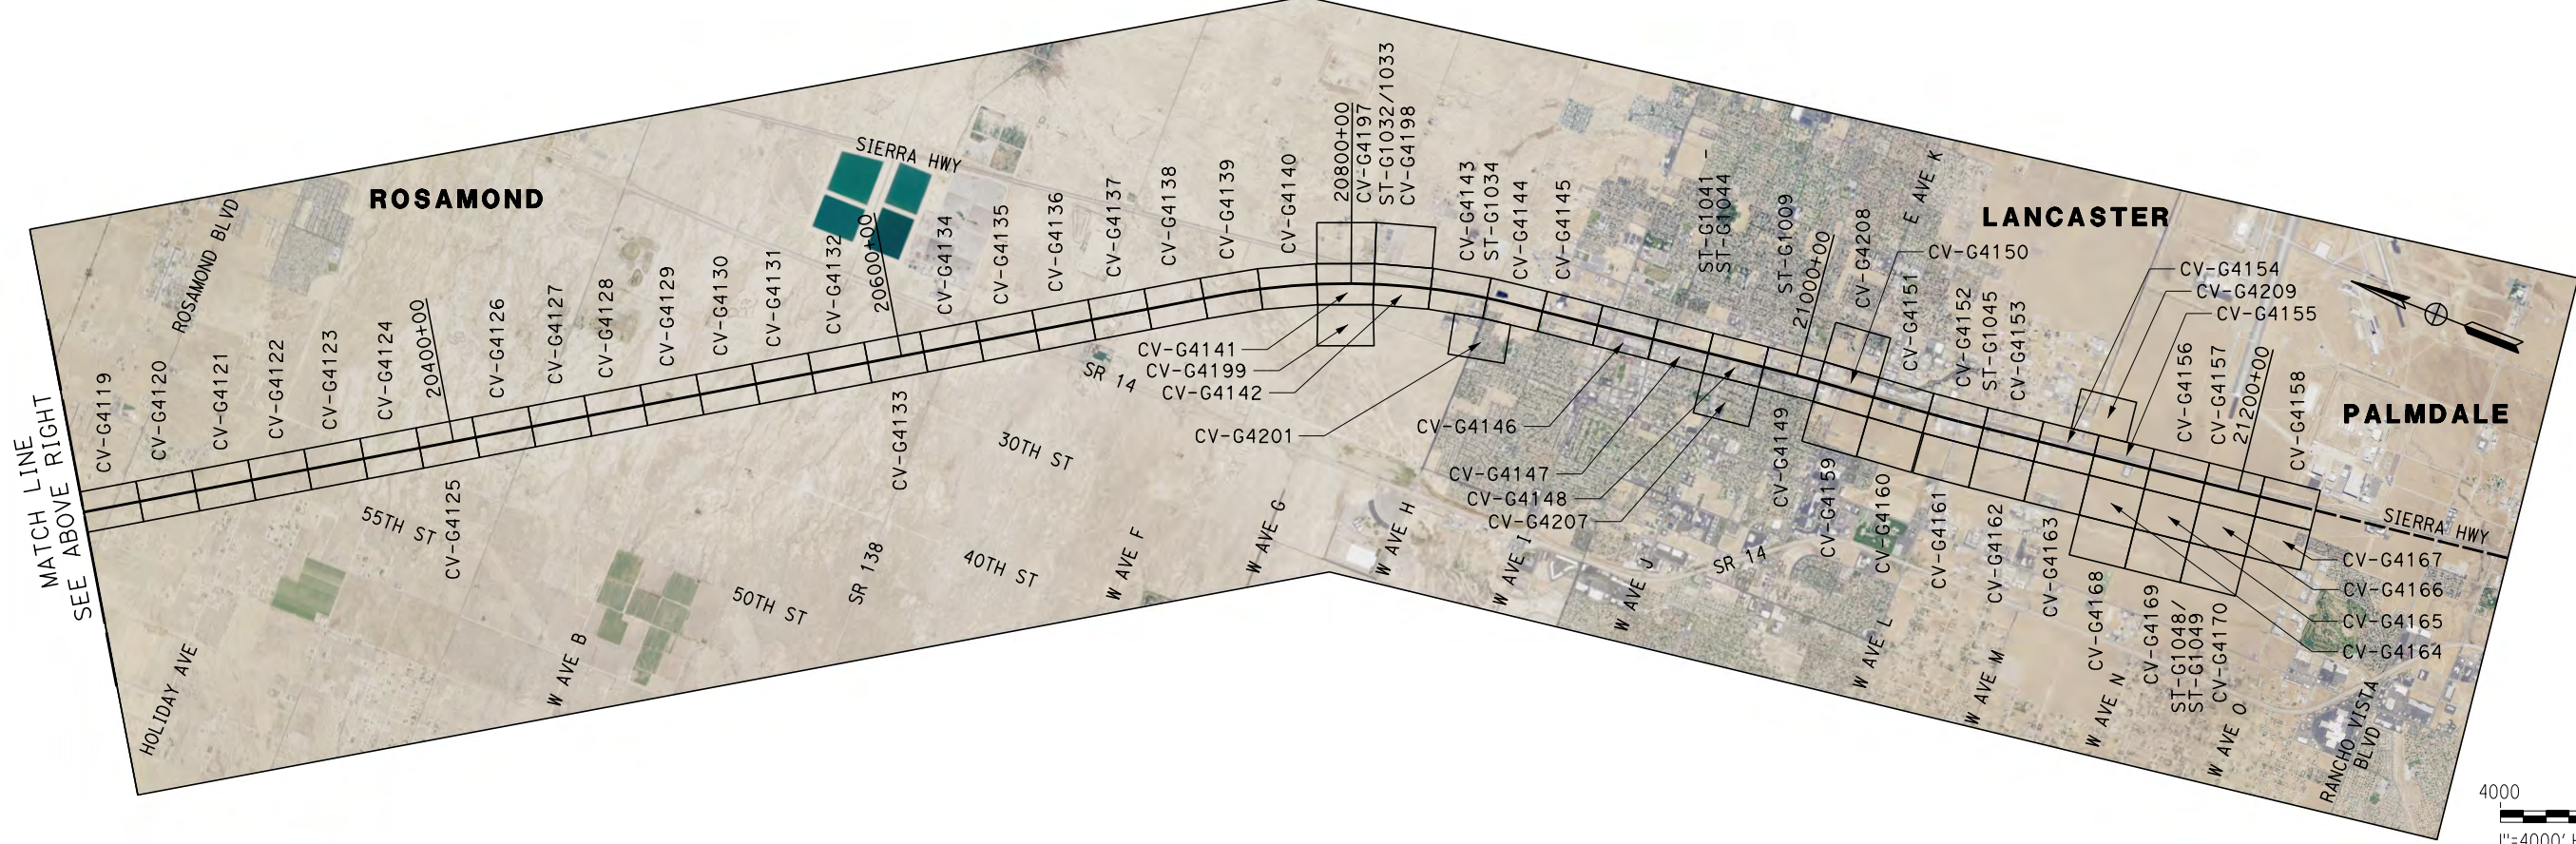 MATCH LINE
SEE ABOVE RIGHT
ROSAMOND
ROSAMOND BLVD
CV-G4119
CV-G4120
CV-G4121
CV-G4122
CV-G4123
CV-G4124
20400+00
CV-G4125
CV-G4126
CV-G4127
CV-G4128
CV-G4129
CV-G4130
CV-G4131
CV-G4132
20600+00
CV-G4133
CV-G4134
CV-G4135
CV-G4136
CV-G4137
CV-G4138
CV-G4139
CV-G4140
SIERRA HWY
20800+00
CV-G4197
ST-G1032/1033
CV-G4198
CV-G4141
CV-G4199
CV-G4142
CV-G4201
CV-G4143
ST-G1034
CV-G4144
CV-G4145
CV-G4146
CV-G4147
CV-G4148
CV-G4207
ST-G1041 -
ST-G1044
ST-G1009
21000+00
CV-G4149
CV-G4208
CV-G4150
E AVE K
CV-G4151
CV-G4152
ST-G1045
CV-G4153
LANCASTER
CV-G4154
CV-G4209
CV-G4155
CV-G4156
CV-G4157
21200+00
CV-G4158
PALMDALE
SIERRA HWY
CV-G4159
CV-G4160
CV-G4161
CV-G4162
CV-G4163
CV-G4168
CV-G4169
ST-G1048/
ST-G1049
CV-G4170
CV-G4167
CV-G4166
CV-G4165
CV-G4164
HOLIDAY AVE
55TH ST
W AVE B
50TH ST
SR 138
40TH ST
30TH ST
SR 14
W AVE F
W AVE G
W AVE H
W AVE I
W AVE J
SR 14
W AVE L
W AVE M
W AVE N
W AVE O
RANCHO VISTA
BLVD
4000
1"=4000'